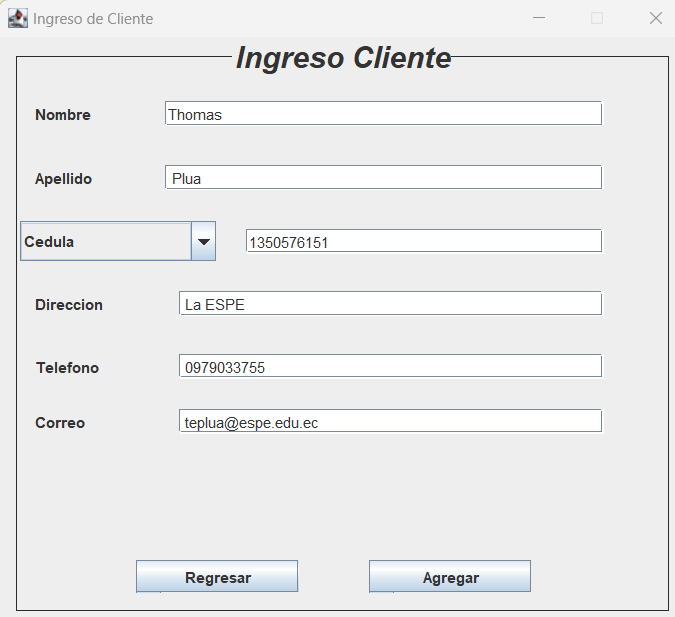 Ingreso de Cliente
Ingreso Cliente
Nombre Thomas
Apellido Plua
Cedula 1350576151
Direccion La ESPE
Telefono 0979033755
Correo teplua@espe.edu.ec
Regresar Agregar